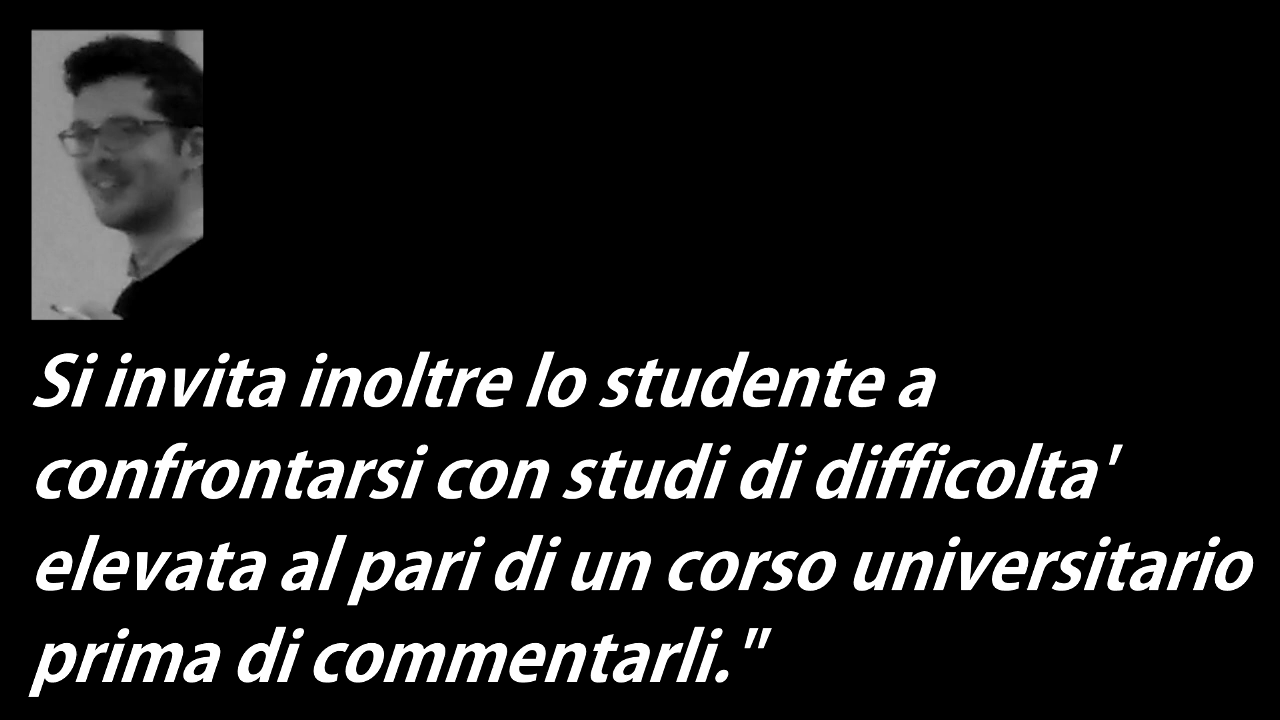 Si invita inoltre lo studente a
confrontarsi con studi di difficolta'
elevata al pari di un corso universitario
prima di commentarli."